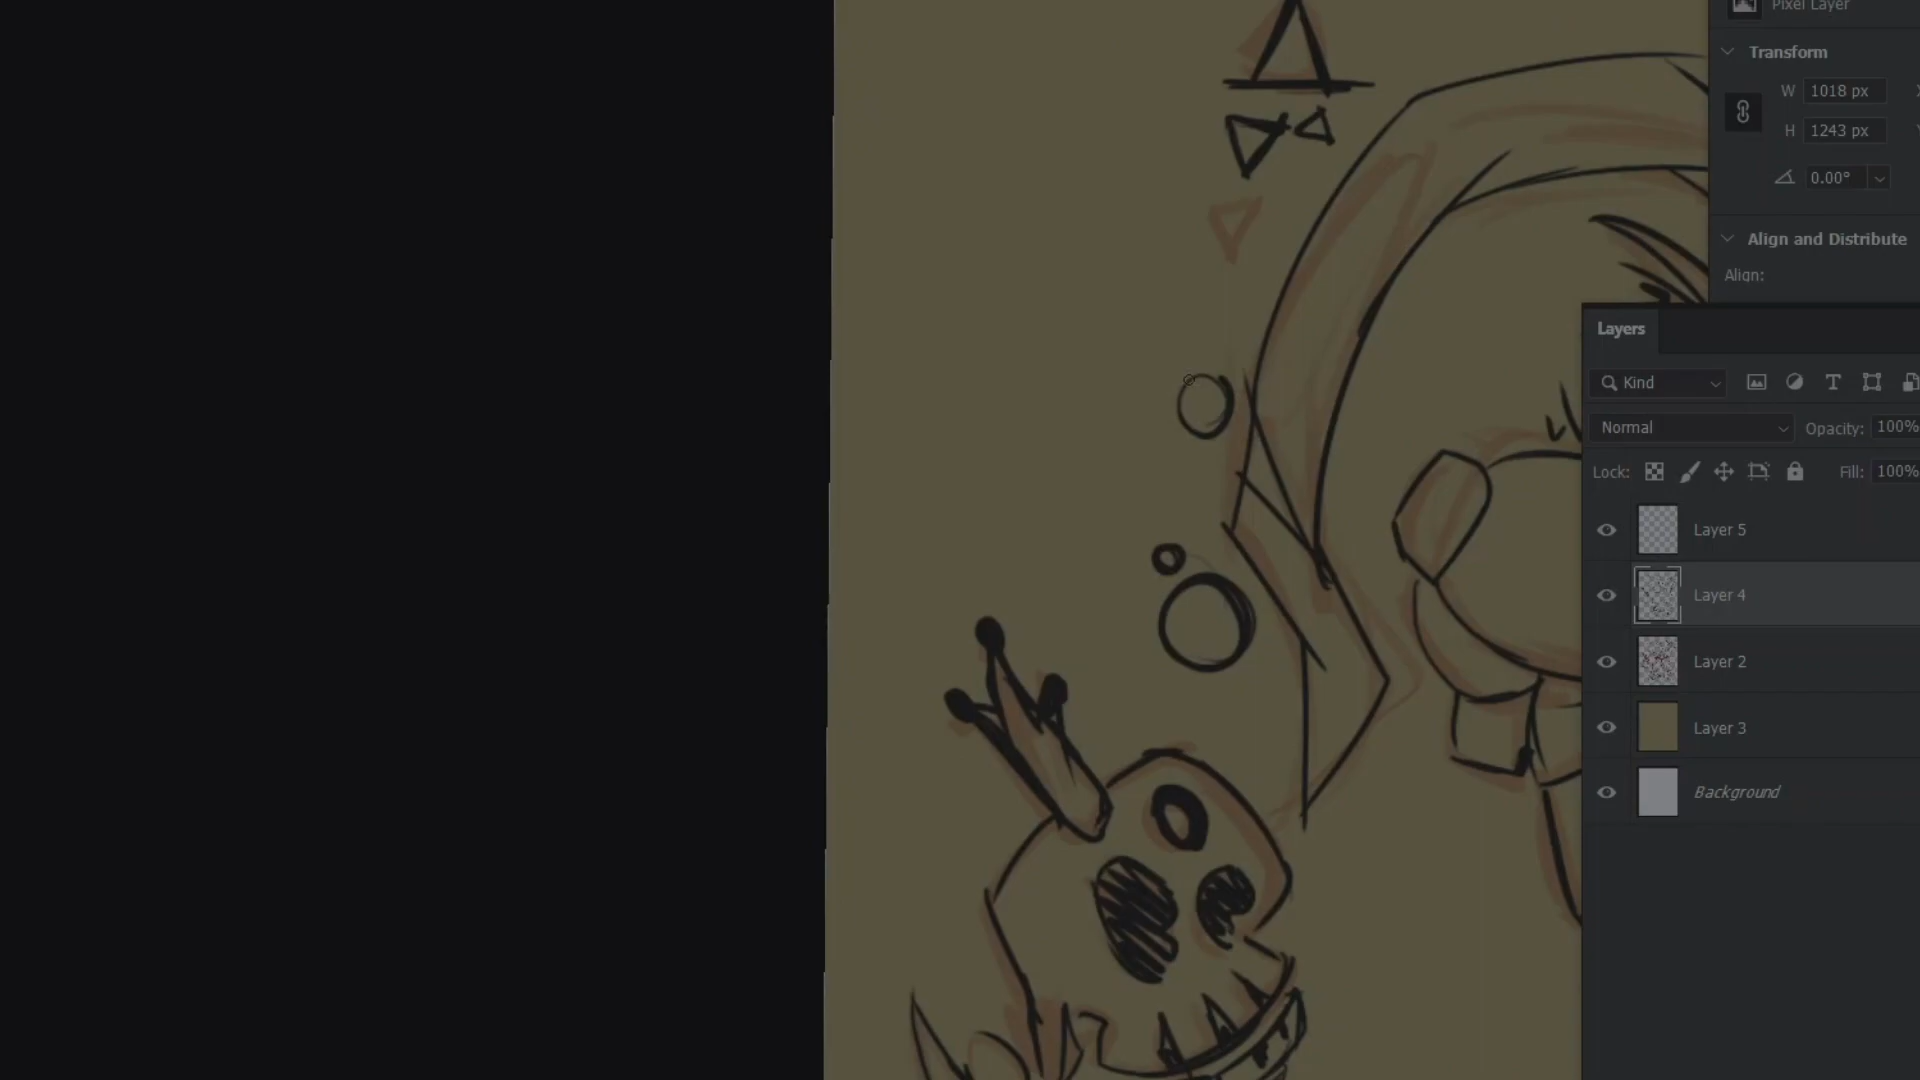 Pixel Layer
Transform
W 1018 px
H 1243 px
0.00°
Align and Distribute
Align:
Layers
Kind
Normal Opacity: 100%
Lock: Fill: 100%
Layer 5
Layer 4
Layer 2
Layer 3
Background